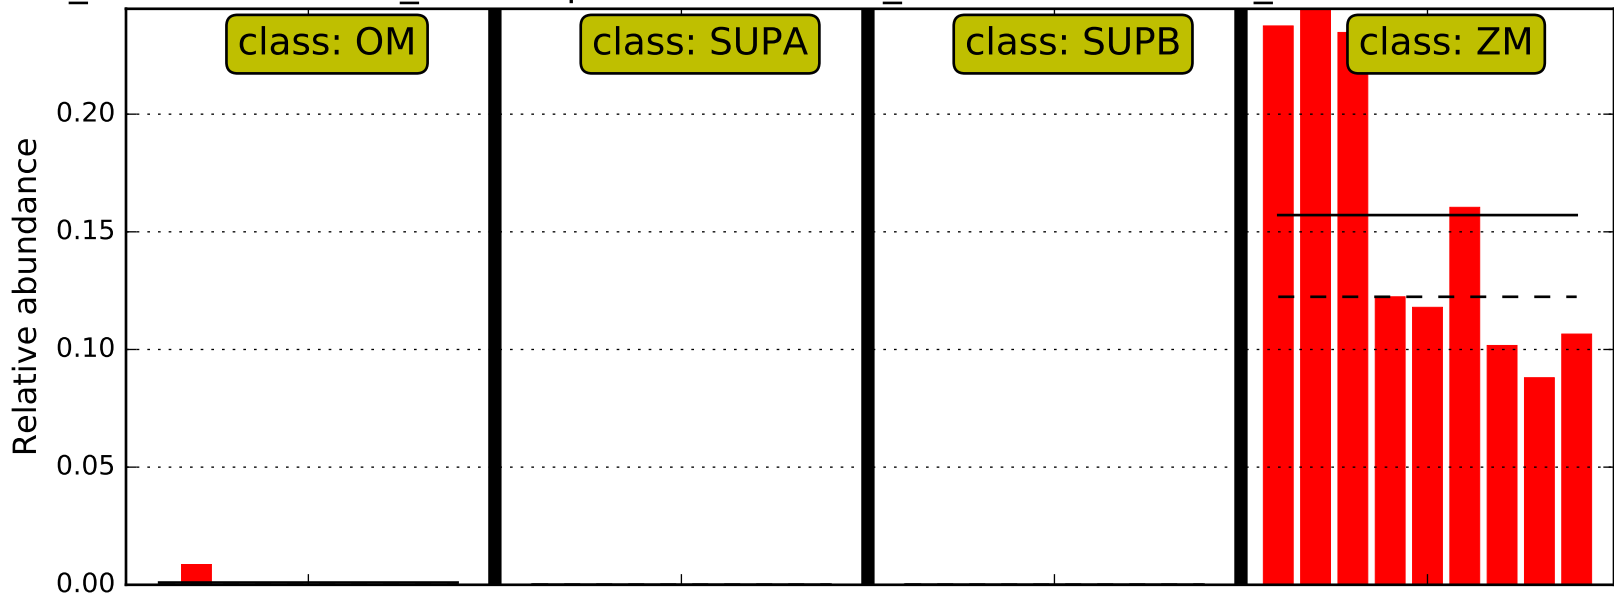 class: OM
class: SUPA
class: SUPB
class: ZM
Relative abundance
0.20
0.15
0.10
0.05
0.00